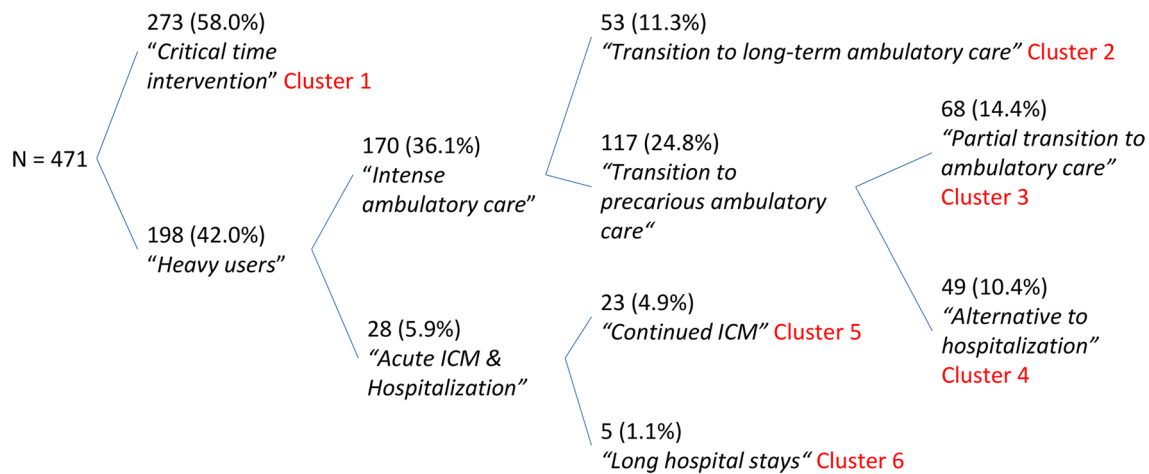 273 (58.0%)
“Critical time
intervention” Cluster 1
N = 471
198 (42.0%)
“Heavy users”
170 (36.1%)
“Intense
ambulatory care”
28 (5.9%)
“Acute ICM &
Hospitalization”
53 (11.3%)
“Transition to long-term ambulatory care” Cluster 2
117 (24.8%)
“Transition to
precarious ambulatory
care“
23 (4.9%)
“Continued ICM” Cluster 5
5 (1.1%)
“Long hospital stays“ Cluster 6
68 (14.4%)
“Partial transition to
ambulatory care”
Cluster 3
49 (10.4%)
“Alternative to
hospitalization”
Cluster 4